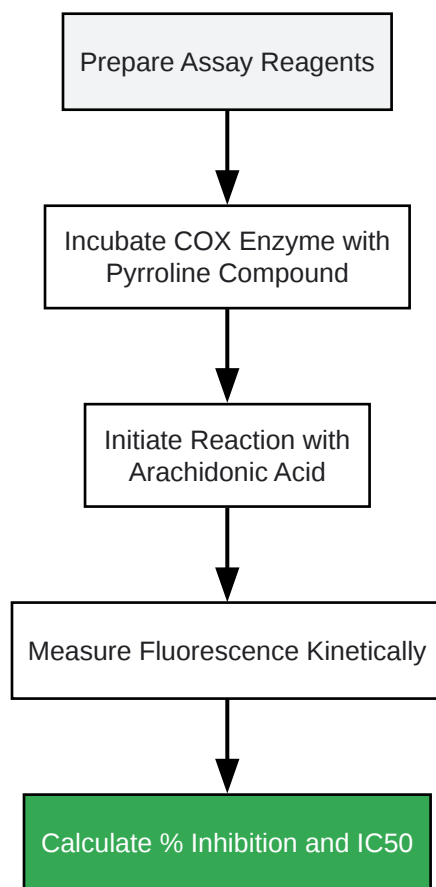 Prepare Assay Reagents
Incubate COX Enzyme with
Pyrroline Compound
Initiate Reaction with
Arachidonic Acid
Measure Fluorescence Kinetically
Calculate % Inhibition and IC50